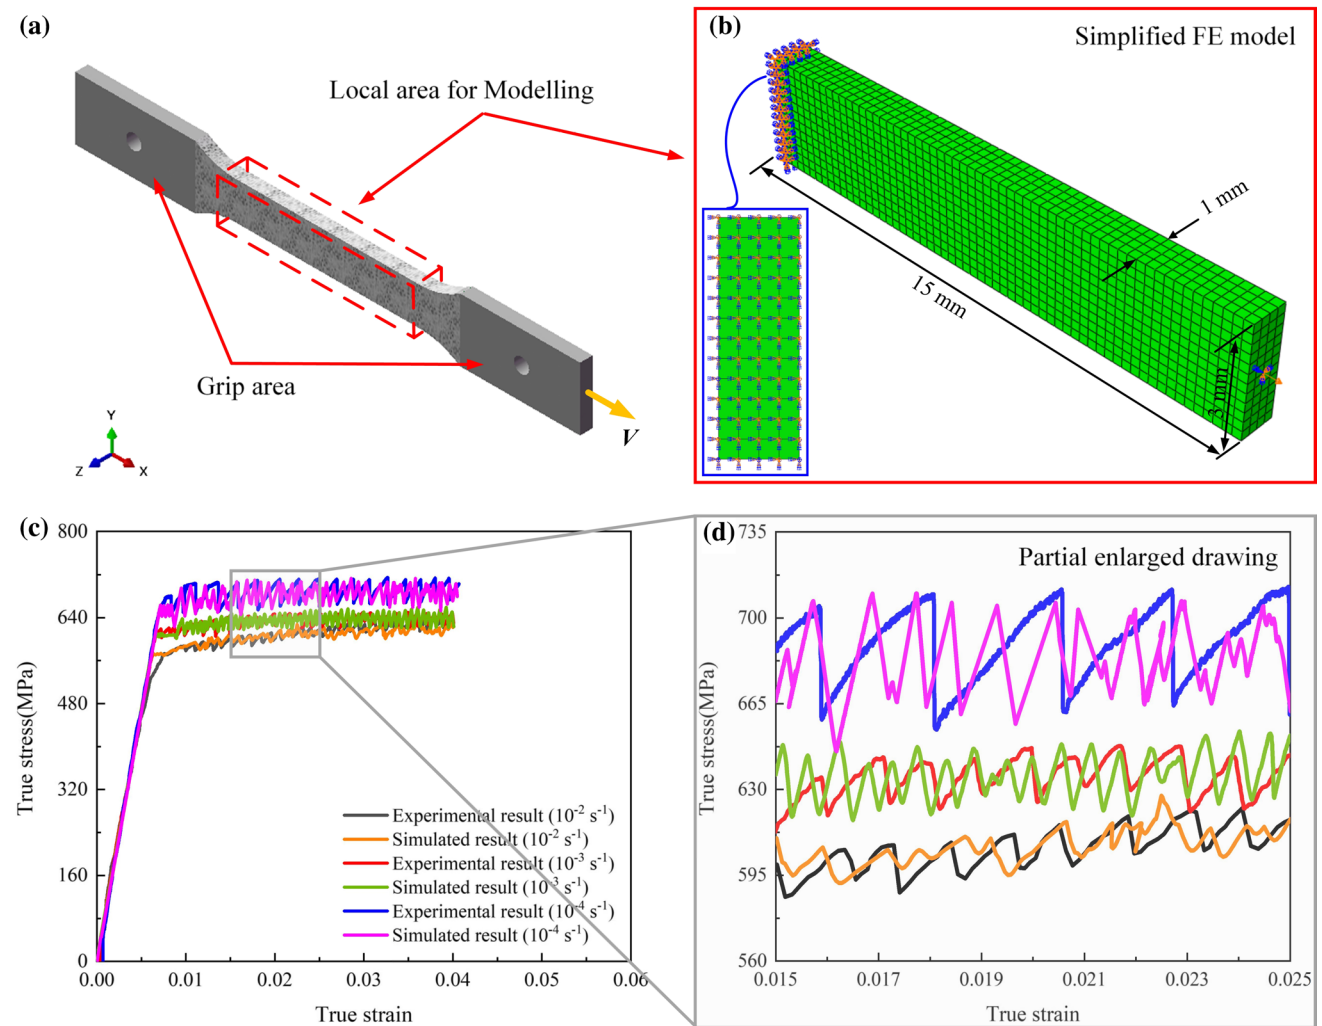 (a)
Local area for Modelling
Grip area
V
Y
Z
X
(b)
Simplified FE model
1 mm
15 mm
3 mm
(c)
800
640
480
320
160
0
True stress(MPa)
0.00
0.01
0.02
0.03
0.04
0.05
0.06
True strain
Experimental result (10⁻² s⁻¹)
Simulated result (10⁻² s⁻¹)
Experimental result (10⁻³ s⁻¹)
Simulated result (10⁻³ s⁻¹)
Experimental result (10⁻⁴ s⁻¹)
Simulated result (10⁻⁴ s⁻¹)
(d)
Partial enlarged drawing
735
700
665
630
595
560
True stress(MPa)
0.015
0.017
0.019
0.021
0.023
0.025
True strain